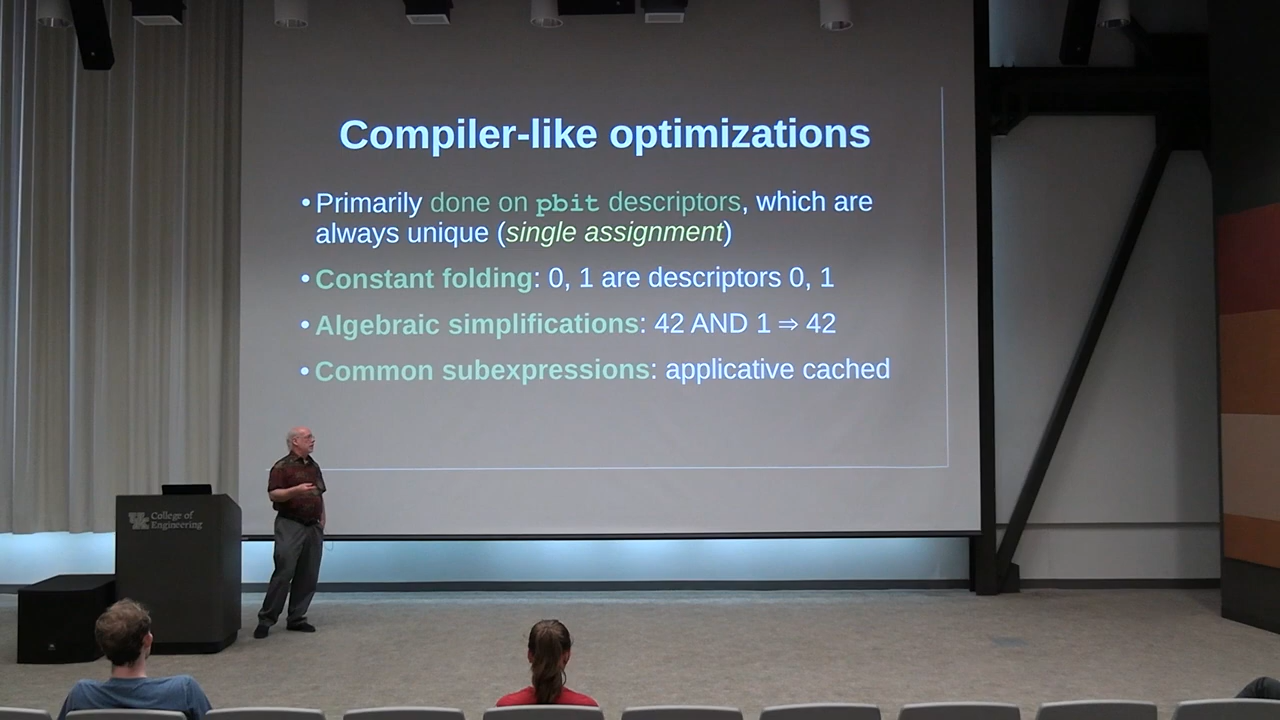 Compiler-like optimizations
• Primarily done on pbit descriptors, which are
always unique (single assignment)
• Constant folding: 0, 1 are descriptors 0, 1
• Algebraic simplifications: 42 AND 1 ⇒ 42
• Common subexpressions: applicative cached
UK College of
Engineering